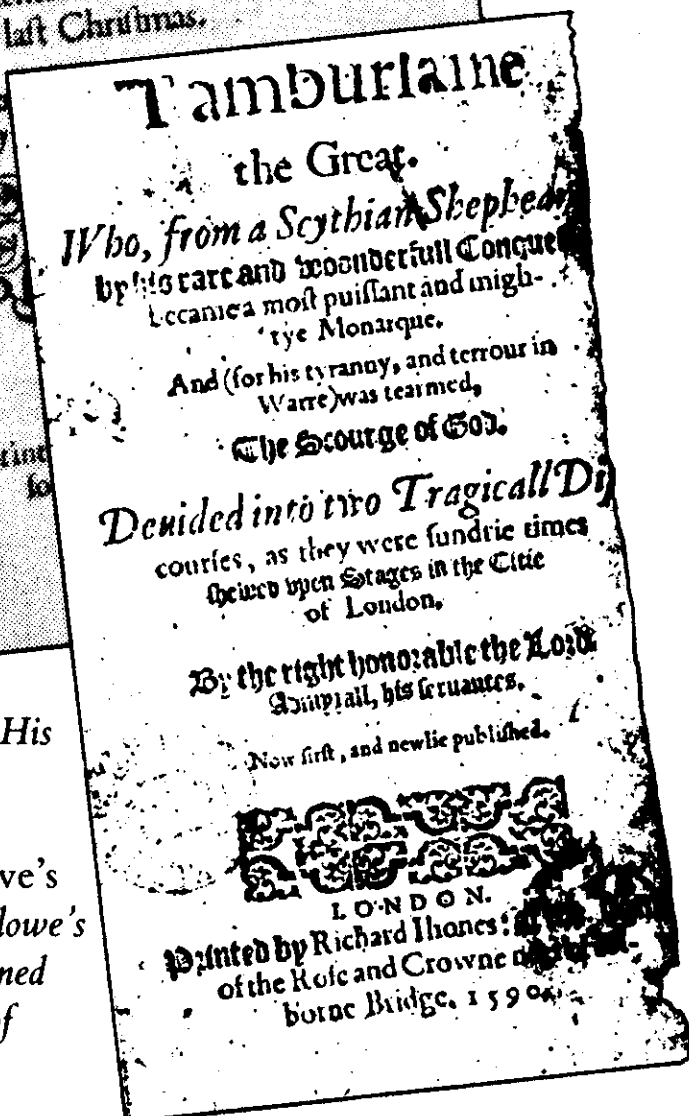 last Christmas.
Tamburlaine
the Great.
Who, from a Scythian Shephear
by his rare and woonderfull Conque
became a most puissant and migh-
tye Monarque.
And (for his tyranny, and terrour in
Warre) was tearmed,
The Scourge of God.
Deuided into two Tragicall Dis
courses, as they were sundrie times
shewed vpon Stages in the Citie
of London.
By the right honorable the Lord
Admyrall, his seruantes.
Now first, and newlie published.
LONDON.
Printed by Richard Ihones:
of the Rose and Crowne
borne Bridge. 1590.
His
ve's
lowe's
ned
of